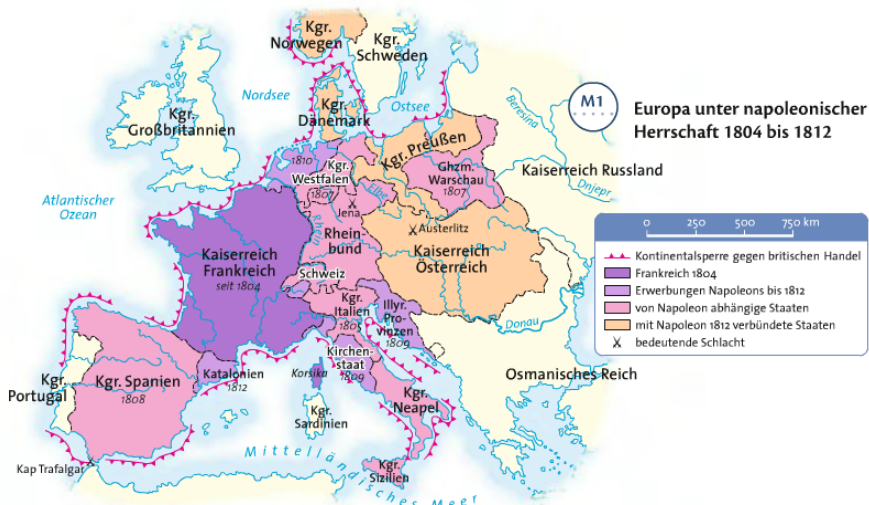 M1
Europa unter napoleonischer
Herrschaft 1804 bis 1812
Kgr.
Norwegen
Kgr.
Schweden
Nordsee
Ostsee
Kgr.
Dänemark
Kgr.
Großbritannien
Beresina
Kgr. Preußen
Kaiserreich Russland
Dnjepr
1810
Kgr.
Westfalen
1807
Ghzm.
Warschau
1807
Atlantischer
Ozean
Elbe
Jena
Rhein
Rhein-
bund
Austerlitz
Kaiserreich
Österreich
Kaiserreich
Frankreich
seit 1804
Schweiz
Kgr.
Italien
1805
Illyr.
Pro-
vinzen
1809
Donau
Kirchen-
staat
1809
Korsika
Katalonien
1812
Kgr. Spanien
1808
Kgr.
Portugal
Kgr.
Sardinien
Kgr.
Neapel
Osmanisches Reich
Kap Trafalgar
Kgr.
Sizilien
Mittelländisches Meer
0 250 500 750 km
Kontinentalsperre gegen britischen Handel
Frankreich 1804
Erwerbungen Napoleons bis 1812
von Napoleon abhängige Staaten
mit Napoleon 1812 verbündete Staaten
bedeutende Schlacht